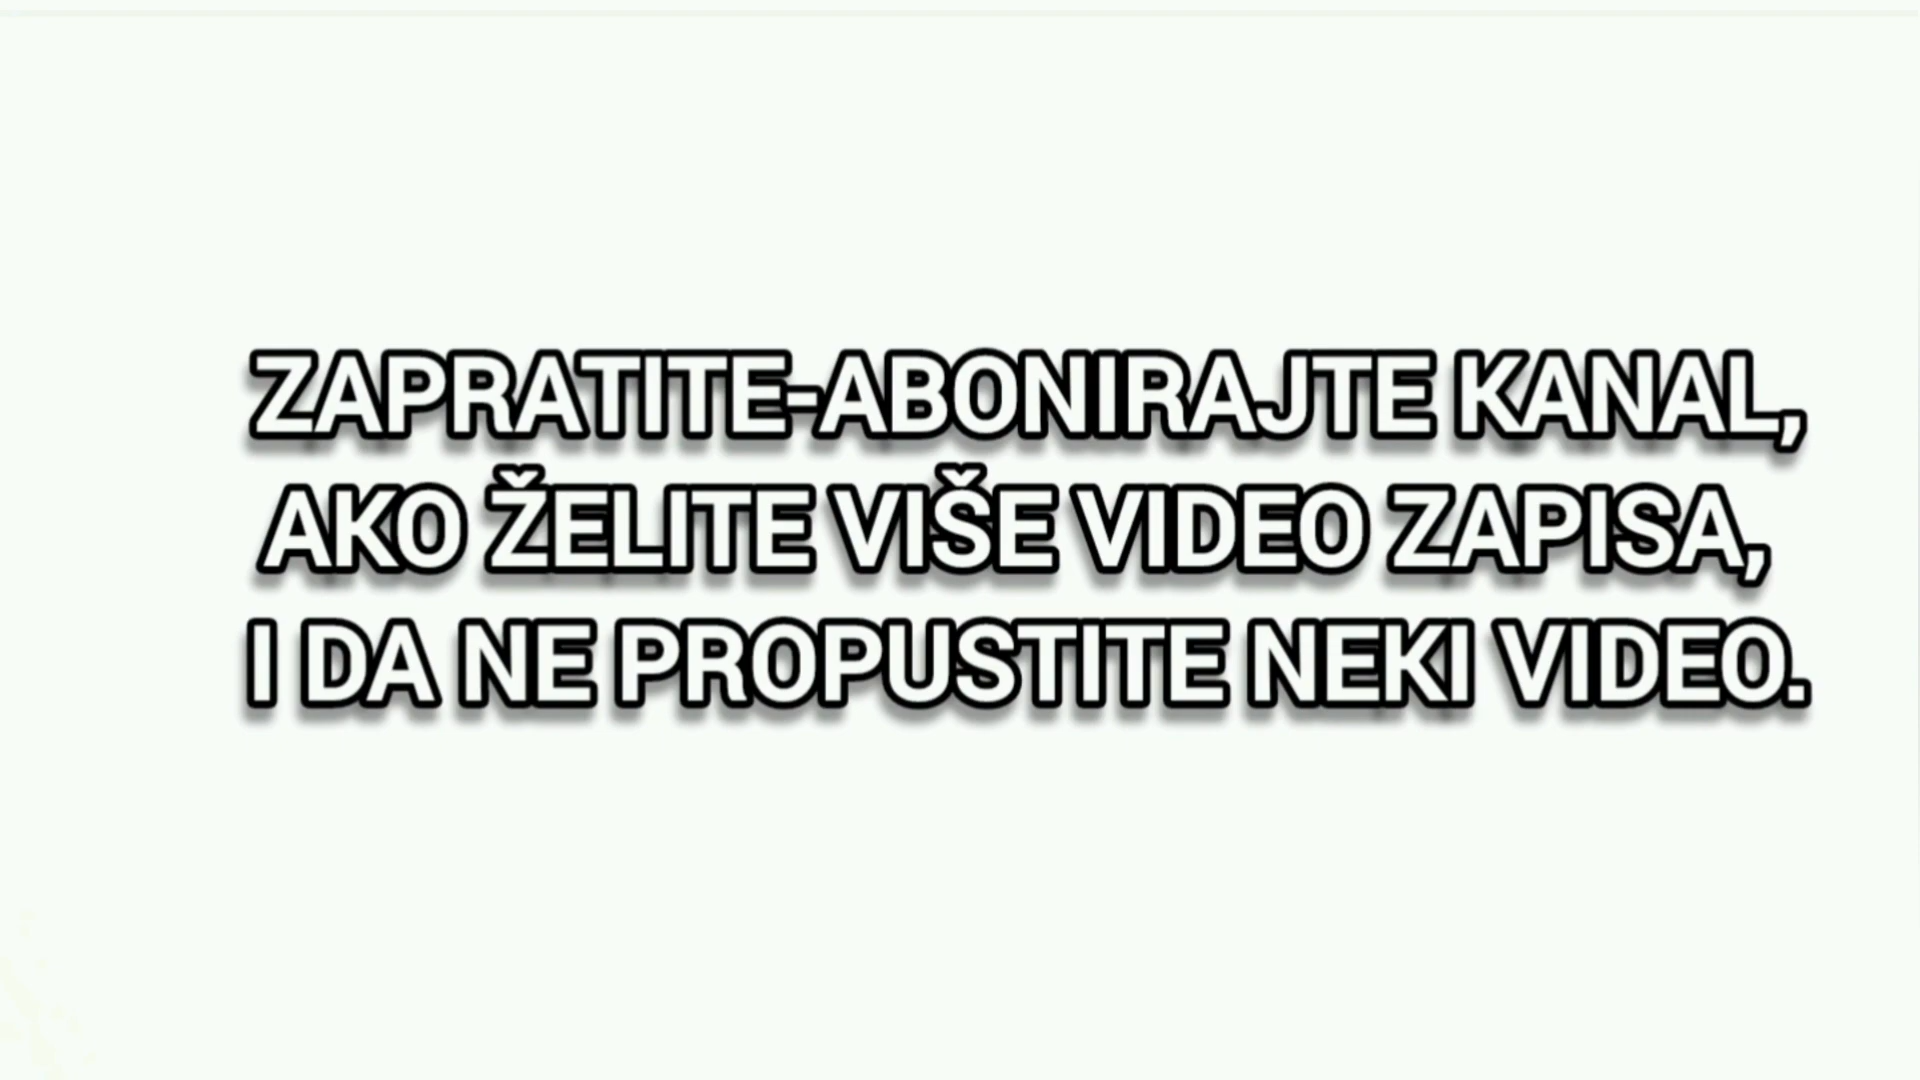 ZAPRATITE-ABONIRAJTE KANAL,
AKO ŽELITE VIŠE VIDEO ZAPISA,
I DA NE PROPUSTITE NEKI VIDEO.